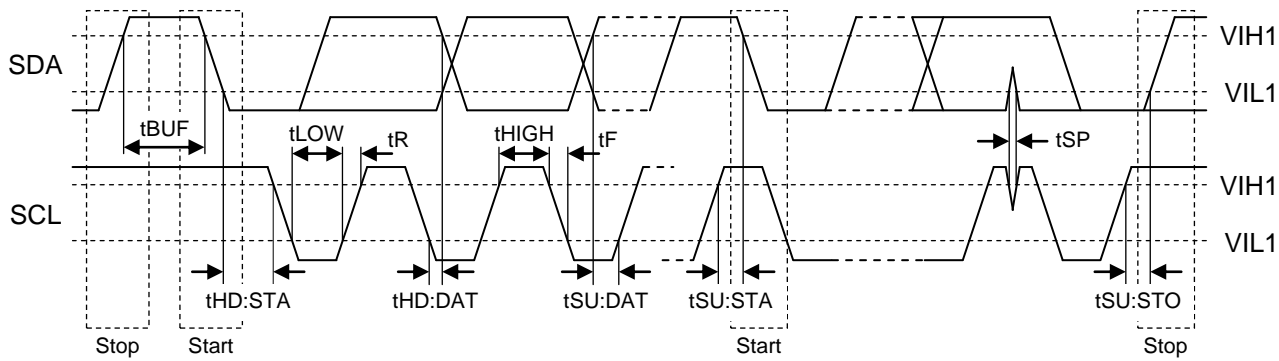 SDA
VIH1
VIL1
tBUF
tLOW
tR
tHIGH
tF
tSP
SCL
VIH1
VIL1
tHD:STA
tHD:DAT
tSU:DAT
tSU:STA
tSU:STO
Stop
Start
Start
Stop